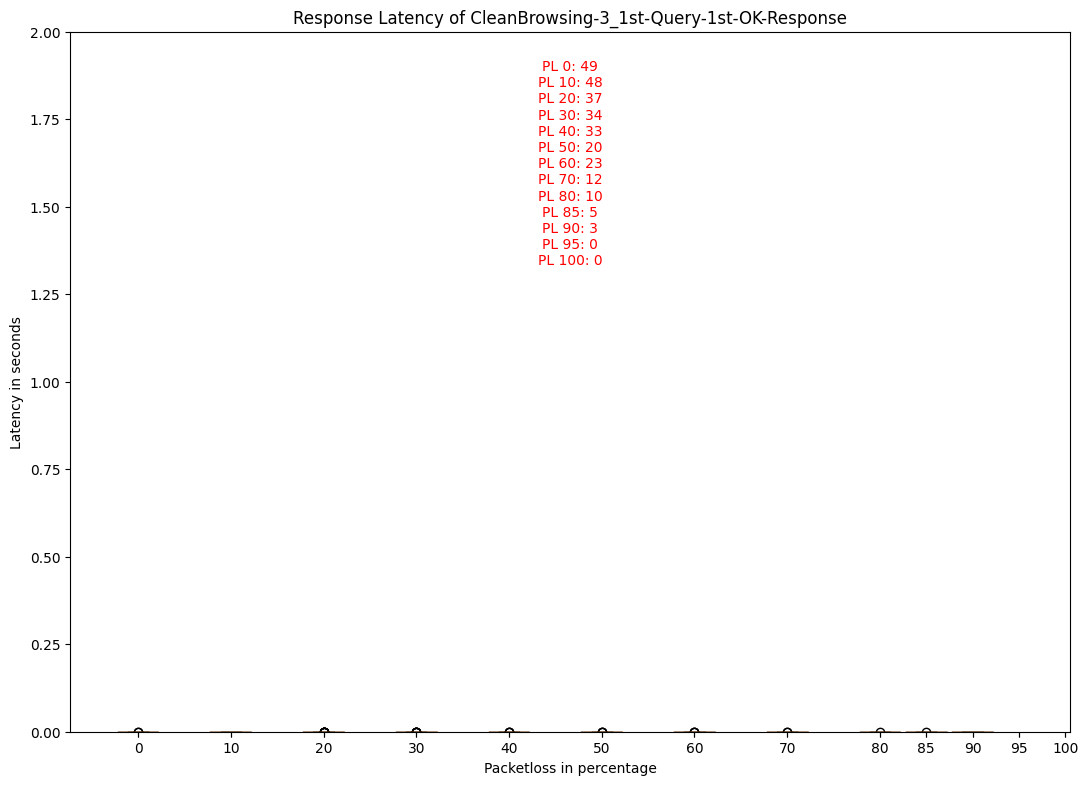 Response Latency of CleanBrowsing-3_1st-Query-1st-OK-Response
2.00
1.75
1.50
1.25
1.00
0.75
0.50
0.25
0.00
Latency in seconds
PL 0: 49
PL 10: 48
PL 20: 37
PL 30: 34
PL 40: 33
PL 50: 20
PL 60: 23
PL 70: 12
PL 80: 10
PL 85: 5
PL 90: 3
PL 95: 0
PL 100: 0
0 10 20 30 40 50 60 70 80 85 90 95 100
Packetloss in percentage